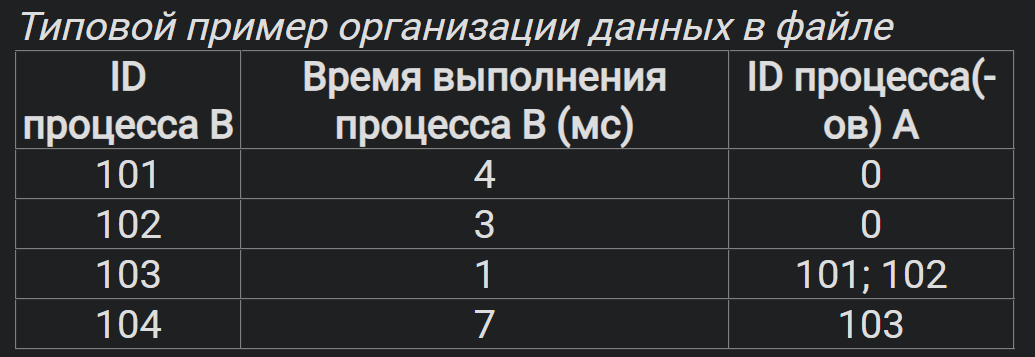 Типовой пример организации данных в файле
ID процесса B Время выполнения процесса B (мс) ID процесса(-ов) A
101 4 0
102 3 0
103 1 101; 102
104 7 103